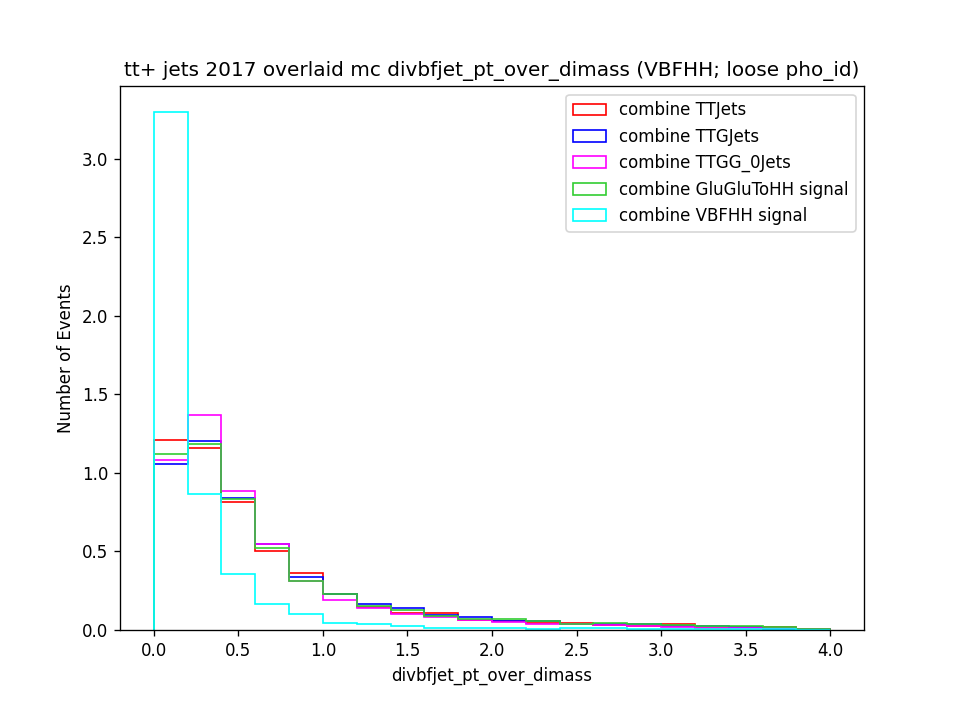 tt+ jets 2017 overlaid mc divbfjet_pt_over_dimass (VBFHH; loose pho_id)
combine TTJets
combine TTGJets
combine TTGG_0Jets
combine GluGluToHH signal
combine VBFHH signal
Number of Events
3.0
2.5
2.0
1.5
1.0
0.5
0.0
0.0 0.5 1.0 1.5 2.0 2.5 3.0 3.5 4.0
divbfjet_pt_over_dimass